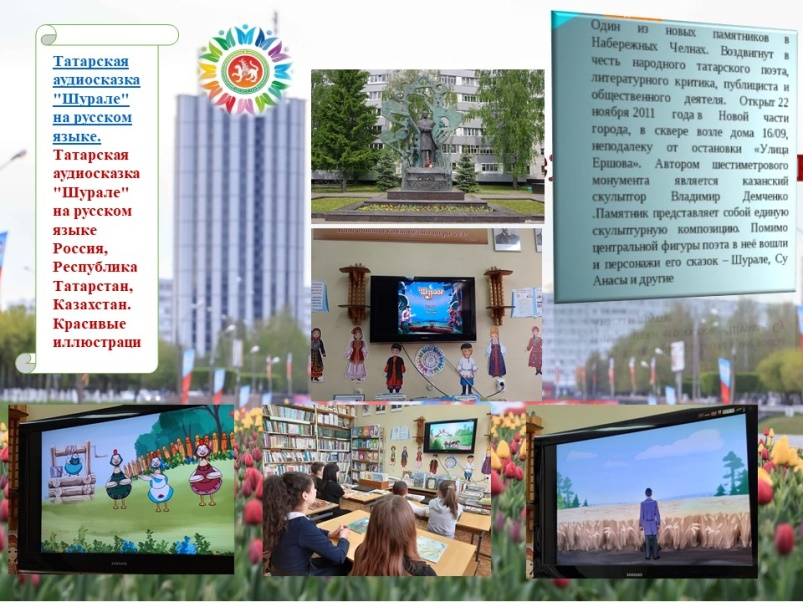 Татарская
аудиосказка
"Шурале"
на русском
языке.
Татарская
аудиосказка
"Шурале"
на русском
языке
Россия,
Республика
Татарстан,
Казахстан.
Красивые
иллюстраци
Один из новых памятников в
Набережных Челнах. Воздвигнут в
честь народного татарского поэта,
литературного критика, публициста и
общественного деятеля. Открыт 22
ноября 2011 года в Новой части
города, в сквере возле дома 16/09,
неподалеку от остановки «Улица
Ершова». Автором шестиметрового
монумента является казанский
скульптор Владимир Демченко
.Памятник представляет собой единую
скульптурную композицию. Помимо
центральной фигуры поэта в неё вошли
и персонажи его сказок – Шурале, Су
Анасы и другие
Шурале
SAMSUNG
SAMSUNG